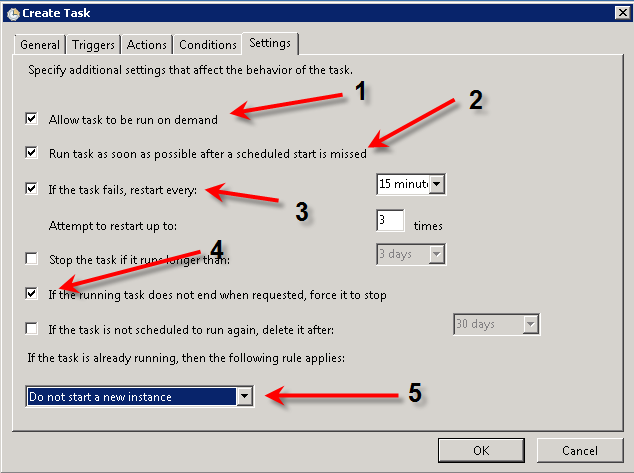 Create Task
General Triggers Actions Conditions Settings
Specify additional settings that affect the behavior of the task.
1
Allow task to be run on demand
2
Run task as soon as possible after a scheduled start is missed
If the task fails, restart every: 15 minut
3
Attempt to restart up to: 3 times
4
Stop the task if it runs longer than: 3 days
If the running task does not end when requested, force it to stop
If the task is not scheduled to run again, delete it after: 30 days
If the task is already running, then the following rule applies:
Do not start a new instance
5
OK Cancel